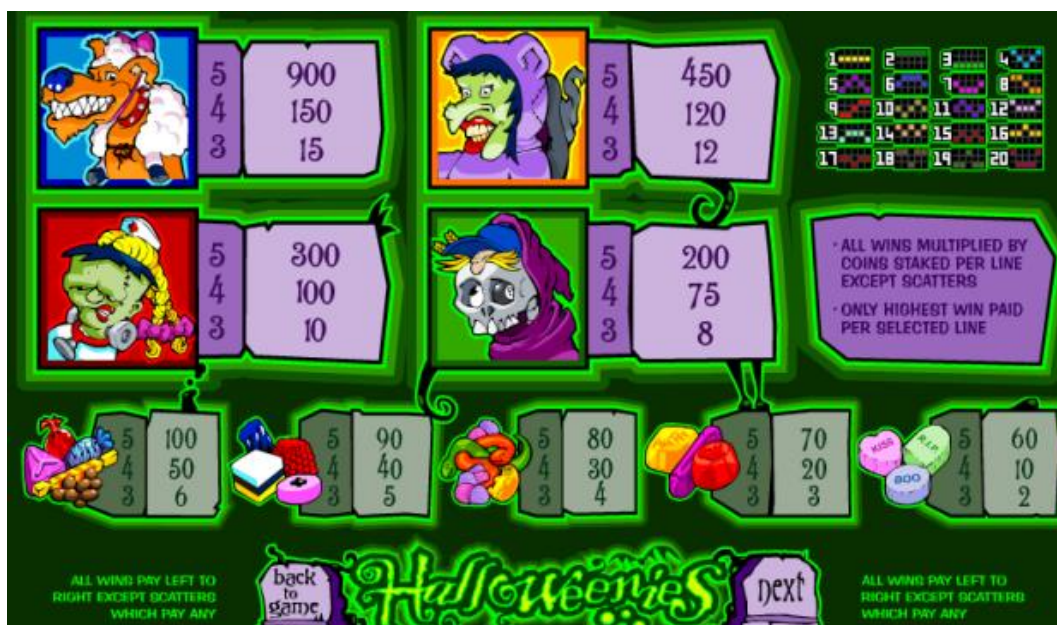 5 900
4 150
3 15
5 450
4 120
3 12
1 2 3 4
5 6 7 8
9 10 11 12
13 14 15 16
17 18 19 20
5 300
4 100
3 10
5 200
4 75
3 8
· ALL WINS MULTIPLIED BY
COINS STAKED PER LINE
EXCEPT SCATTERS
· ONLY HIGHEST WIN PAID
PER SELECTED LINE
5 100
4 50
3 6
5 90
4 40
3 5
5 80
4 30
3 4
5 70
4 20
3 3
KISS
R.I.P.
BOO
5 60
4 10
3 2
ALL WINS PAY LEFT TO
RIGHT EXCEPT SCATTERS
WHICH PAY ANY
back
to
game
Halloweenies
next
ALL WINS PAY LEFT TO
RIGHT EXCEPT SCATTERS
WHICH PAY ANY